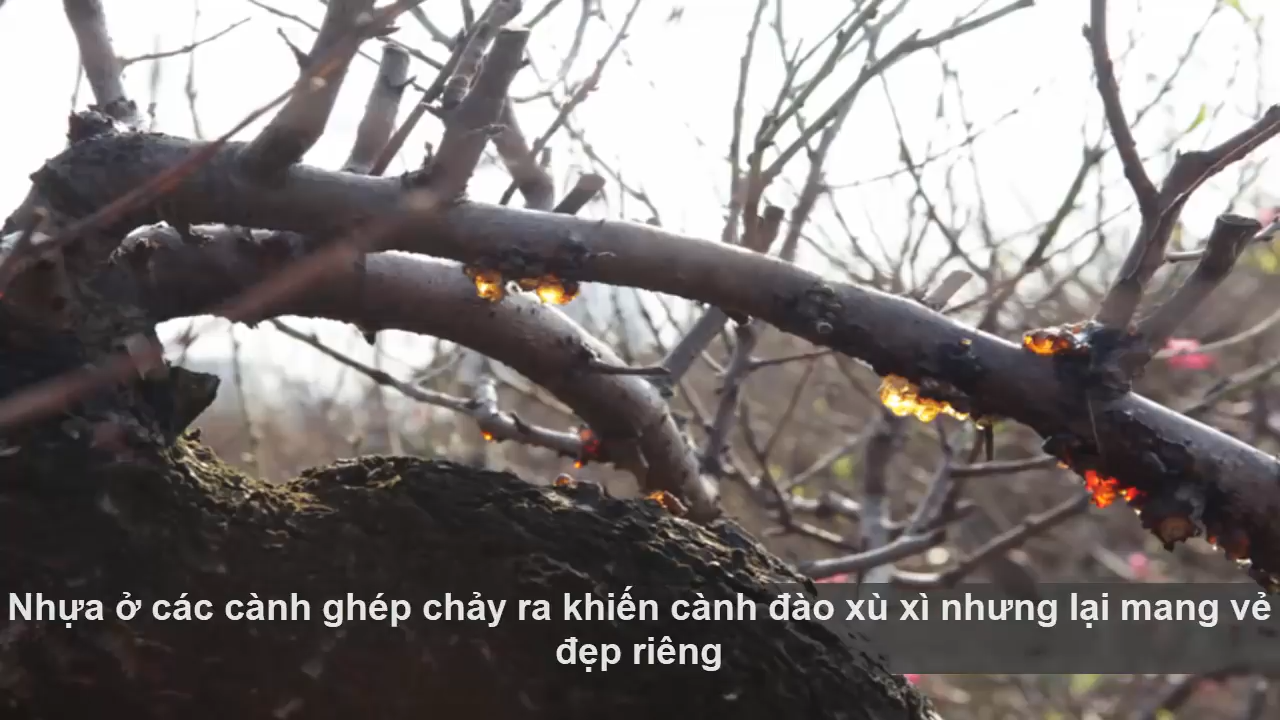 Nhựa ở các cành ghép chảy ra khiến cành đào xù xì nhưng lại mang vẻ
đẹp riêng